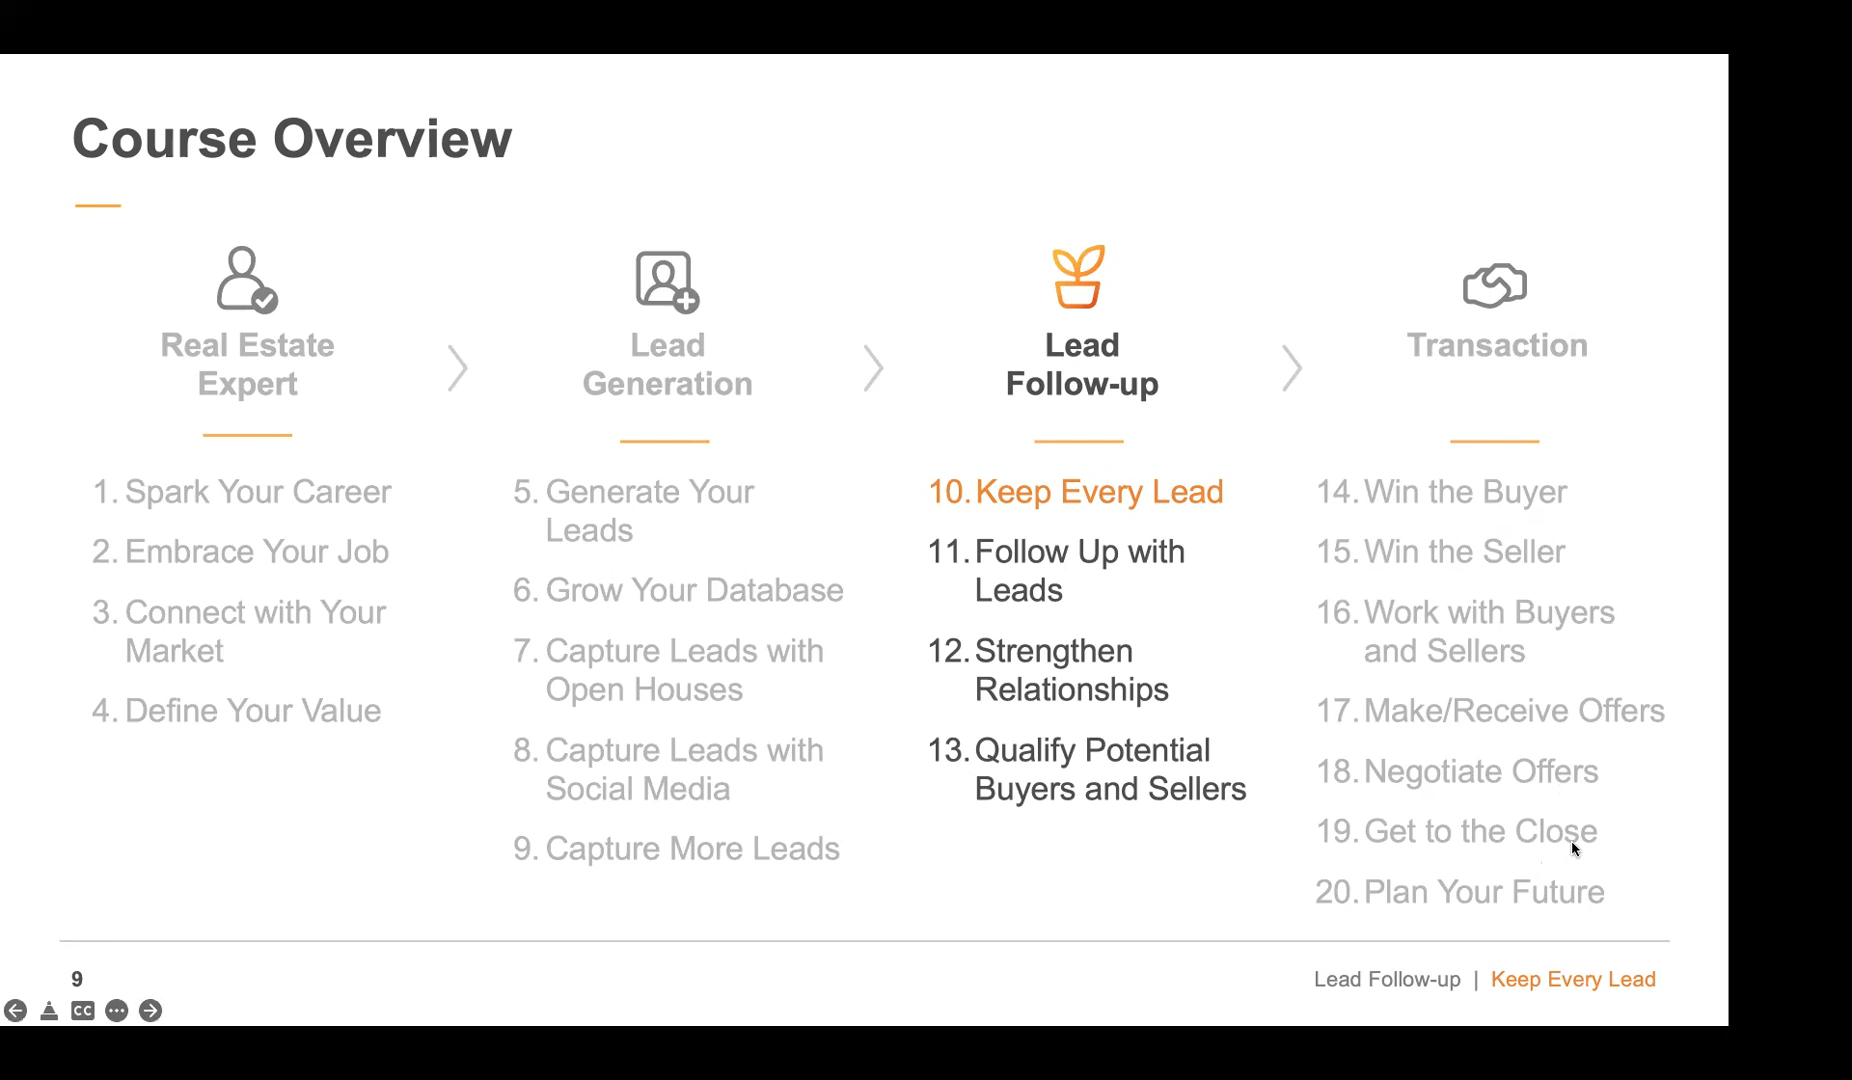 Course Overview
Real Estate
Expert
1. Spark Your Career
2. Embrace Your Job
3. Connect with Your
Market
4. Define Your Value
Lead
Generation
5. Generate Your
Leads
6. Grow Your Database
7. Capture Leads with
Open Houses
8. Capture Leads with
Social Media
9. Capture More Leads
Lead
Follow-up
10. Keep Every Lead
11. Follow Up with
Leads
12. Strengthen
Relationships
13. Qualify Potential
Buyers and Sellers
Transaction
14. Win the Buyer
15. Win the Seller
16. Work with Buyers
and Sellers
17. Make/Receive Offers
18. Negotiate Offers
19. Get to the Close
20. Plan Your Future
9
Lead Follow-up | Keep Every Lead
CC